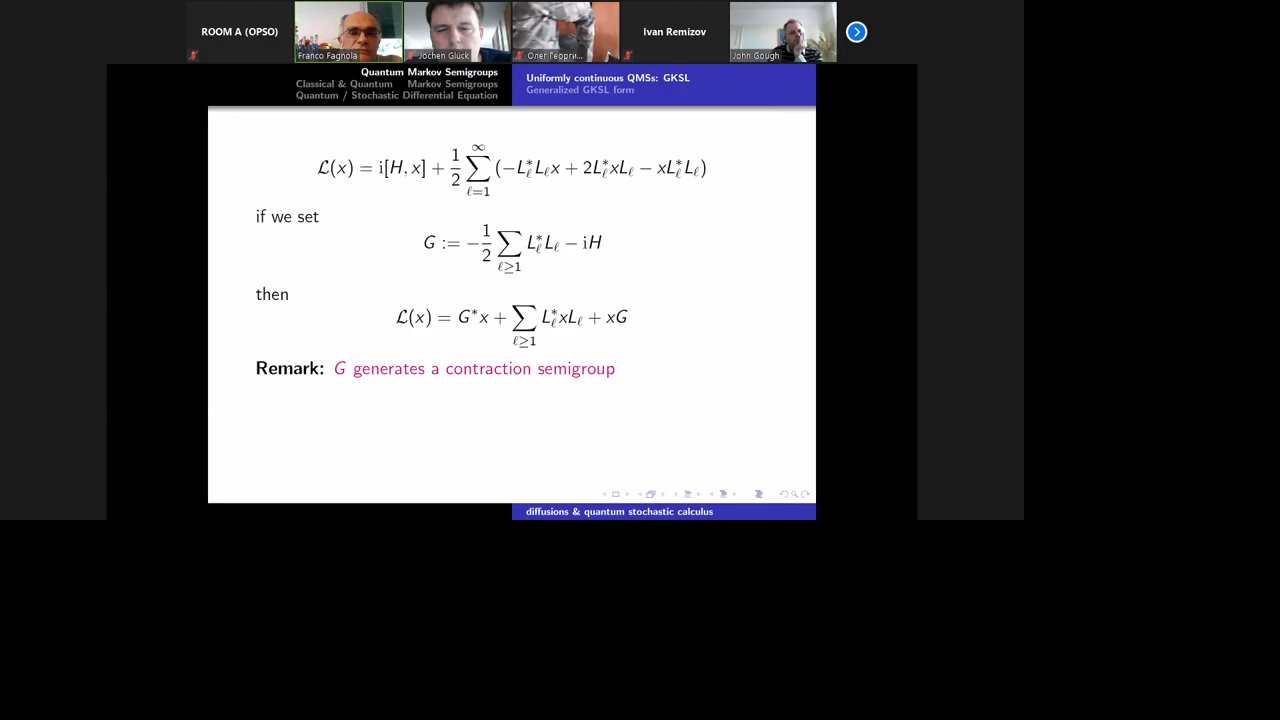 ROOM A (OPSO)
Franco Fagnola
Jochen Glück
Олег Георги...
Ivan Remizov
John Gough
Quantum Markov Semigroups
Classical & Quantum Markov Semigroups
Quantum / Stochastic Differential Equation
Uniformly continuous QMSs: GKSL
Generalized GKSL form
ℒ(x) = i[H, x] + 1/2 ∑_{ℓ=1}^{∞} (−L_ℓ^* L_ℓ x + 2L_ℓ^* x L_ℓ − x L_ℓ^* L_ℓ)
if we set
G := −1/2 ∑_{ℓ≥1} L_ℓ^* L_ℓ − iH
then
ℒ(x) = G^* x + ∑_{ℓ≥1} L_ℓ^* x L_ℓ + xG
Remark: G generates a contraction semigroup
diffusions & quantum stochastic calculus